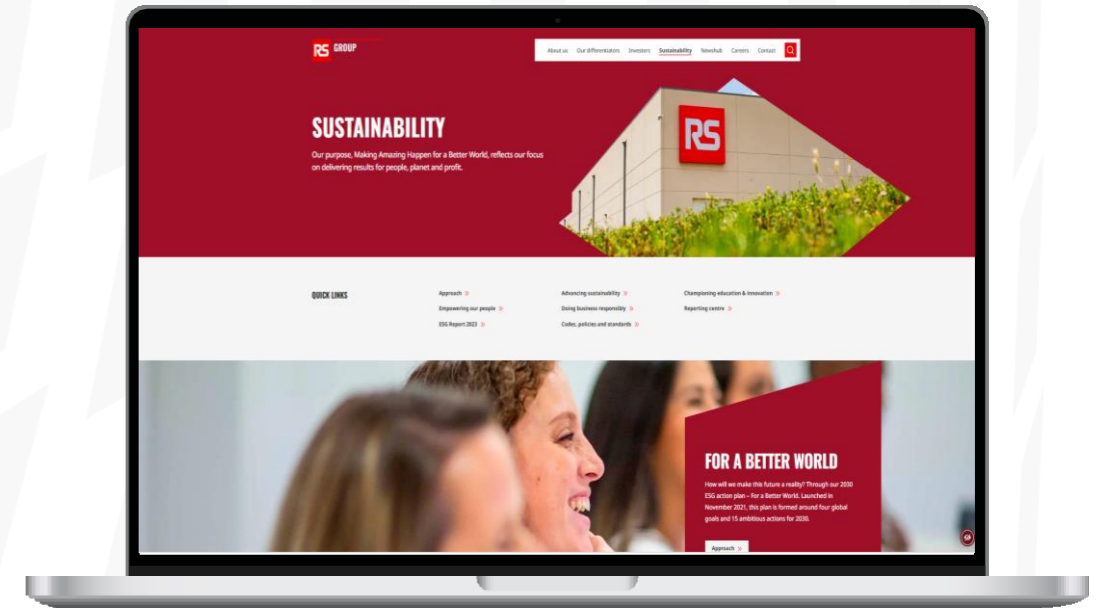 RS GROUP
About us Our differentiators Investors Sustainability Newshub Careers Contact
SUSTAINABILITY
Our purpose, Making Amazing Happen for a Better World, reflects our focus
on delivering results for people, planet and profit.
RS
QUICK LINKS
Approach »
Empowering our people »
ESG Report 2023 »
Advancing sustainability »
Doing business responsibly »
Codes, policies and standards »
Championing education & innovation »
Reporting centre »
FOR A BETTER WORLD
How will we make this future a reality? Through our 2030
ESG action plan – For a Better World. Launched in
November 2021, this plan is formed around four global
goals and 15 ambitious actions for 2030.
Approach »